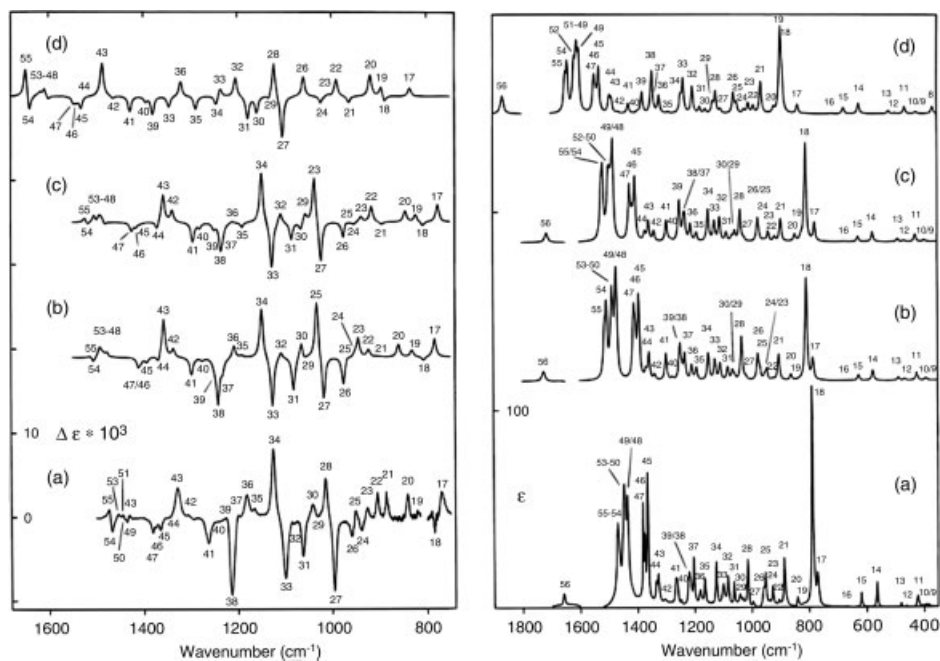 (d)
55 53-48 44 43 36 34 33 32 28 26 23 29 22 20 19 17
54 47 46 45 45 42 41 40 39 33 35 34 31 30 29 27 24 22 21
(c)
55 53-48 43 42 36 34 32 29 23 25 24 22 20 19 17
54 47 46 45 44 41 40 39 38 37 35 33 31 30 27 26 21 18
(b)
55 53-48 43 42 36 35 34 32 30 29 25 24 23 22 21 20 19 17
54 47/46 45 44 41 40 39 38 37 33 31 27 26 25 18
10
Δ ε * 10³
(a)
55 53 51 43 43 42 39 37 36 35 34 30 28 25 23 22 21 20 19 17
0
54 50 49 47 46 45 44 41 40 38 33 32 31 29 27 26 24 18
1600 1400 1200 1000 800
Wavenumber (cm⁻¹)
(d)
56 54 55 52 51-49 49 47 46 45 44 43 42 41 40 39 38 37 36 35 34 33 32 31 30 29 28 27 26 25 24 23 22 21 20 19 18 17 16 15 14 13 12 11 10/9 8
(c)
56 55/54 52-50 49/48 47 46 45 44 43 42 41 40 39 38/37 36 35 34 33 32 31 30/29 28 27 26/25 24 23 22 21 20 19 18 17 16 15 14 13 12 11 10/9
(b)
56 55 54 53-50 49/48 47 46 45 44 43 42 41 40 39/38 37 36 35 34 33 32 31 30/29 28 27 26 25 24/23 22 21 20 19 18 17 16 15 14 13 12 11 10/9
100
ε
(a)
56 55-54 53-50 49/48 47 46 45 44 43 42 41 40 39/38 37 36 35 34 33 32 31 30 29 28 27 26 25 24 23 22 21 20 19 18 17 16 15 14 13 12 11 10/9
1800 1600 1400 1200 1000 800 600 400
Wavenumber (cm⁻¹)